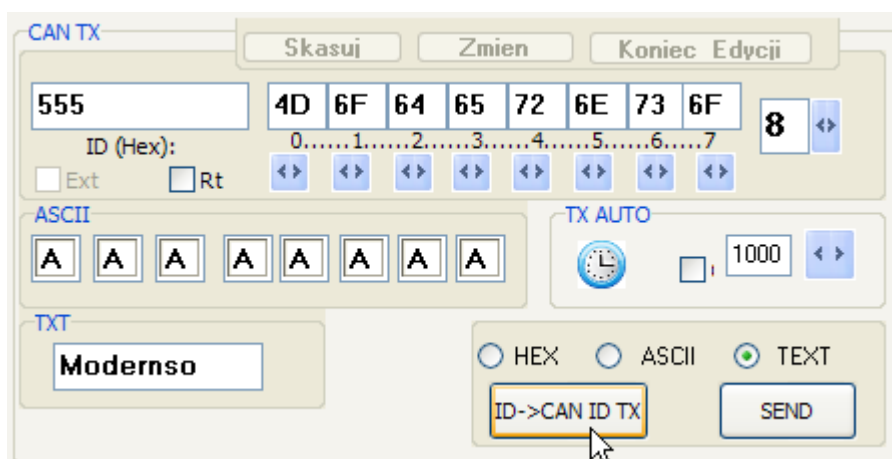 CAN TX
Skasuj Zmien Koniec Edycji
555 4D 6F 64 65 72 6E 73 6F 8
ID (Hex): 0......1......2......3......4......5......6......7
Ext Rt
ASCII TX AUTO
A A A A A A A A 1000
TXT
Modernso HEX ASCII TEXT
ID->CAN ID TX SEND